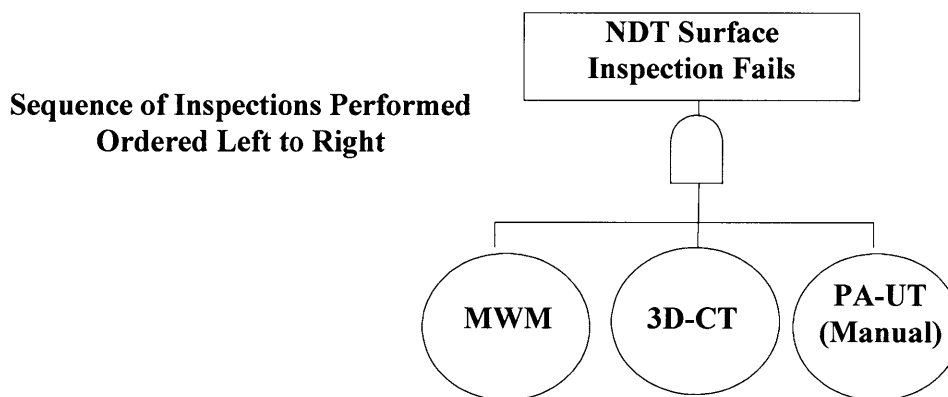 NDT Surface
Inspection Fails
Sequence of Inspections Performed
Ordered Left to Right
MWM
3D-CT
PA-UT
(Manual)